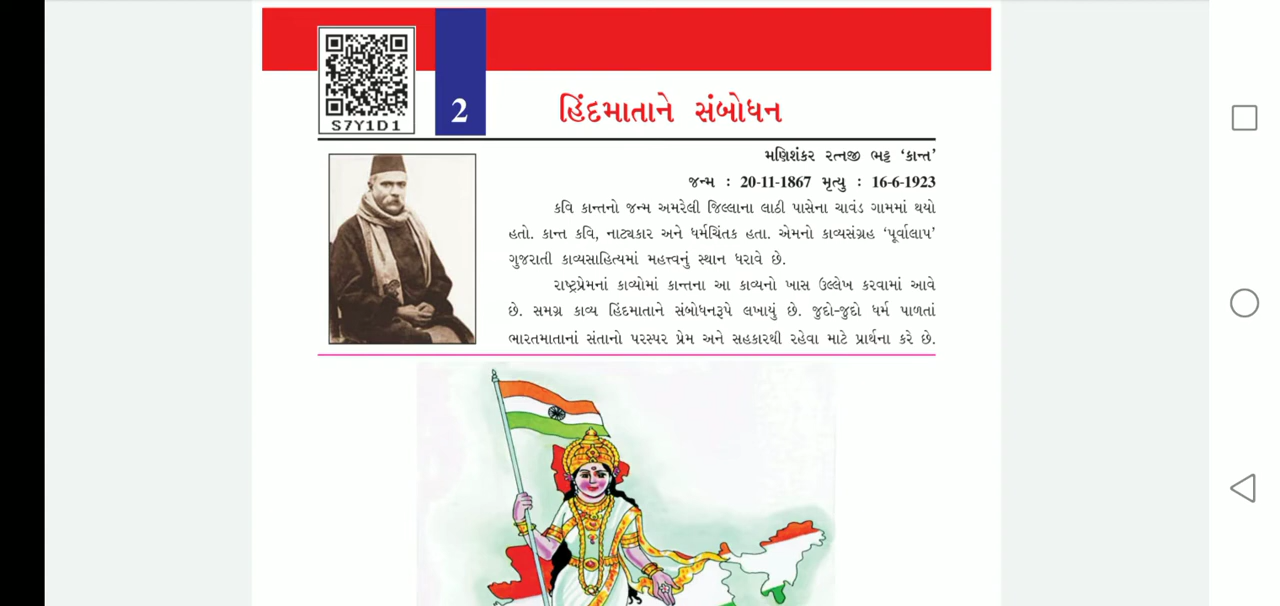 S7Y1D1
2
હિંદમાતાને સંબોધન
મણિશંકર રત્નજી ભટ્ટ ‘કાન્ત’
જન્મ : 20-11-1867 મૃત્યુ : 16-6-1923
કવિ કાન્તનો જન્મ અમરેલી જિલ્લાના લાઠી પાસેના ચાવંડ ગામમાં થયો
હતો. કાન્ત કવિ, નાટ્યકાર અને ધર્મચિંતક હતા. એમનો કાવ્યસંગ્રહ ‘પૂર્વાલાપ’
ગુજરાતી કાવ્યસાહિત્યમાં મહત્ત્વનું સ્થાન ધરાવે છે.
રાષ્ટ્રપ્રેમનાં કાવ્યોમાં કાન્તના આ કાવ્યનો ખાસ ઉલ્લેખ કરવામાં આવે
છે. સમગ્ર કાવ્ય હિંદમાતાને સંબોધનરૂપે લખાયું છે. જુદો-જુદો ધર્મ પાળતાં
ભારતમાતાનાં સંતાનો પરસ્પર પ્રેમ અને સહકારથી રહેવા માટે પ્રાર્થના કરે છે.